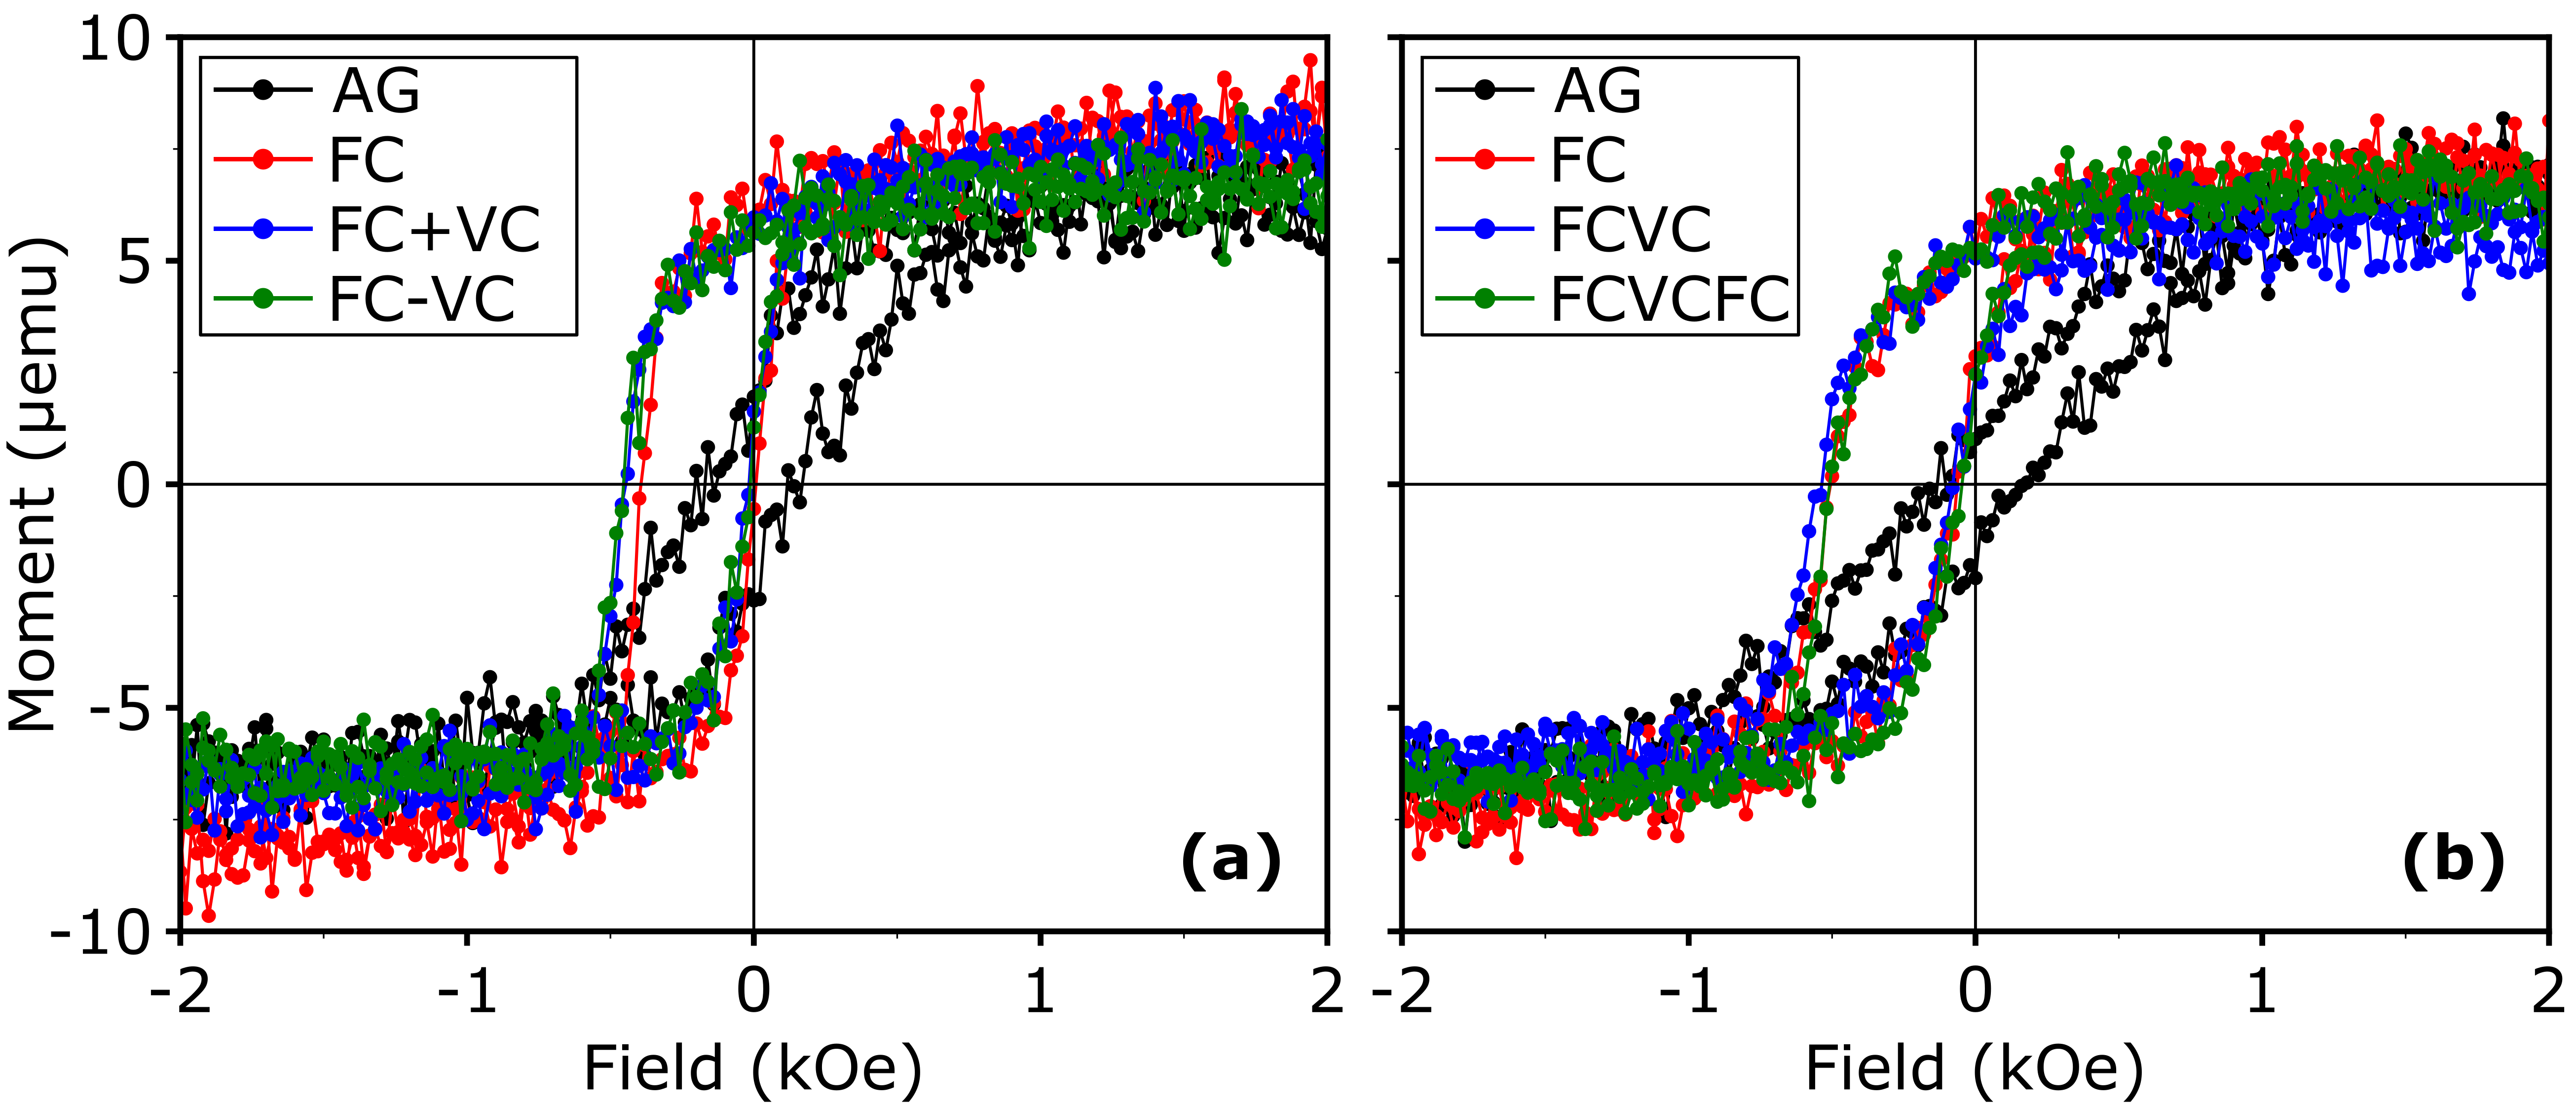 Moment (μemu)
10
5
0
-5
-10
AG
FC
FC+VC
FC-VC
(a)
-2
-1
0
1
2
Field (kOe)
AG
FC
FCVC
FCVCFC
(b)
-2
-1
0
1
2
Field (kOe)